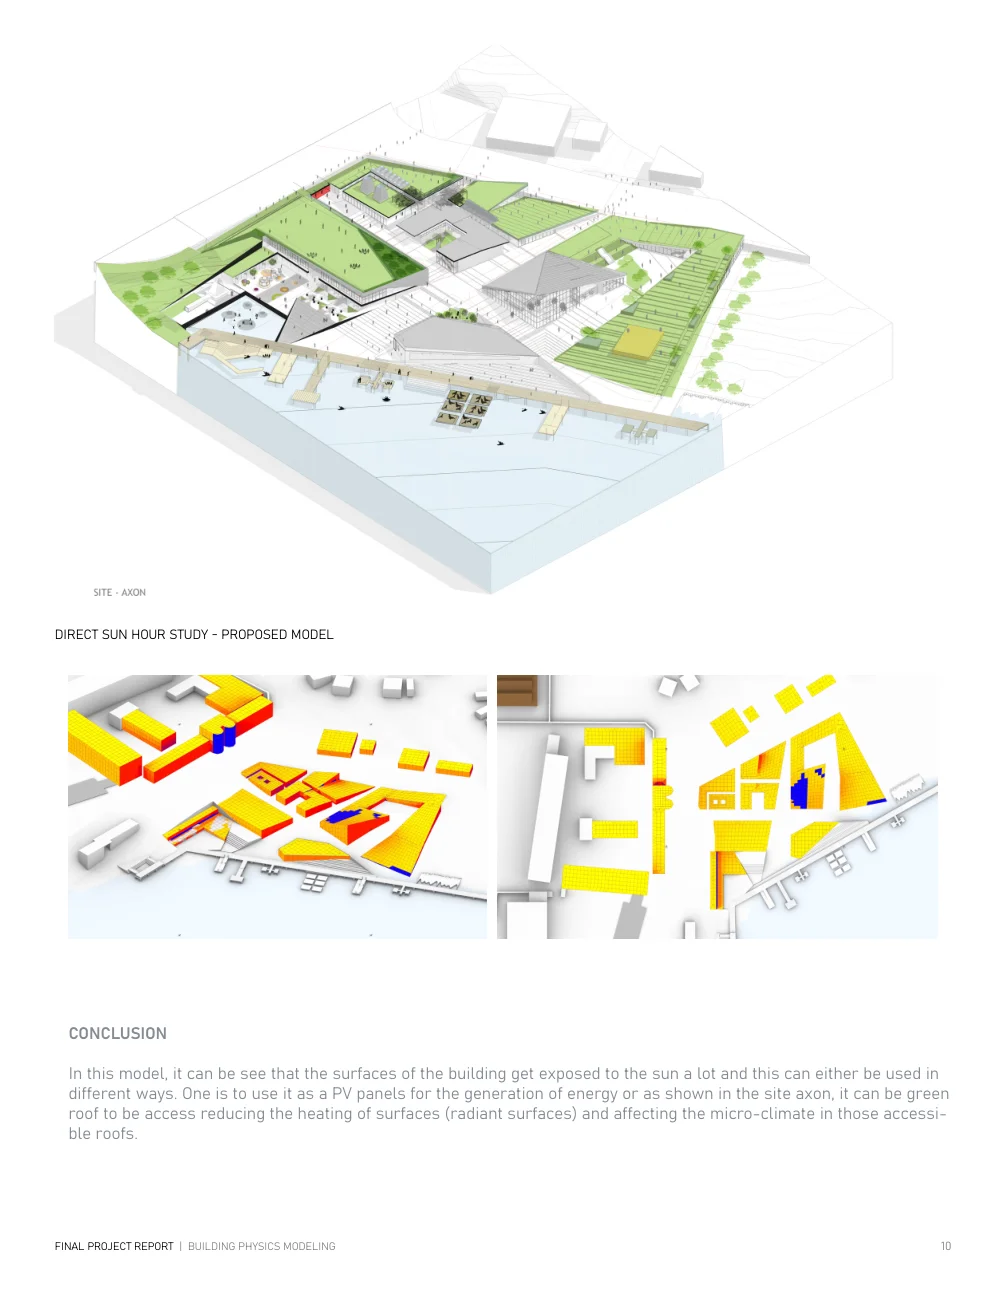 SITE - AXON
DIRECT SUN HOUR STUDY - PROPOSED MODEL
CONCLUSION
In this model, it can be see that the surfaces of the building get exposed to the sun a lot and this can either be used in
different ways. One is to use it as a PV panels for the generation of energy or as shown in the site axon, it can be green
roof to be access reducing the heating of surfaces (radiant surfaces) and affecting the micro-climate in those accessi-
ble roofs.
FINAL PROJECT REPORT | BUILDING PHYSICS MODELING 10